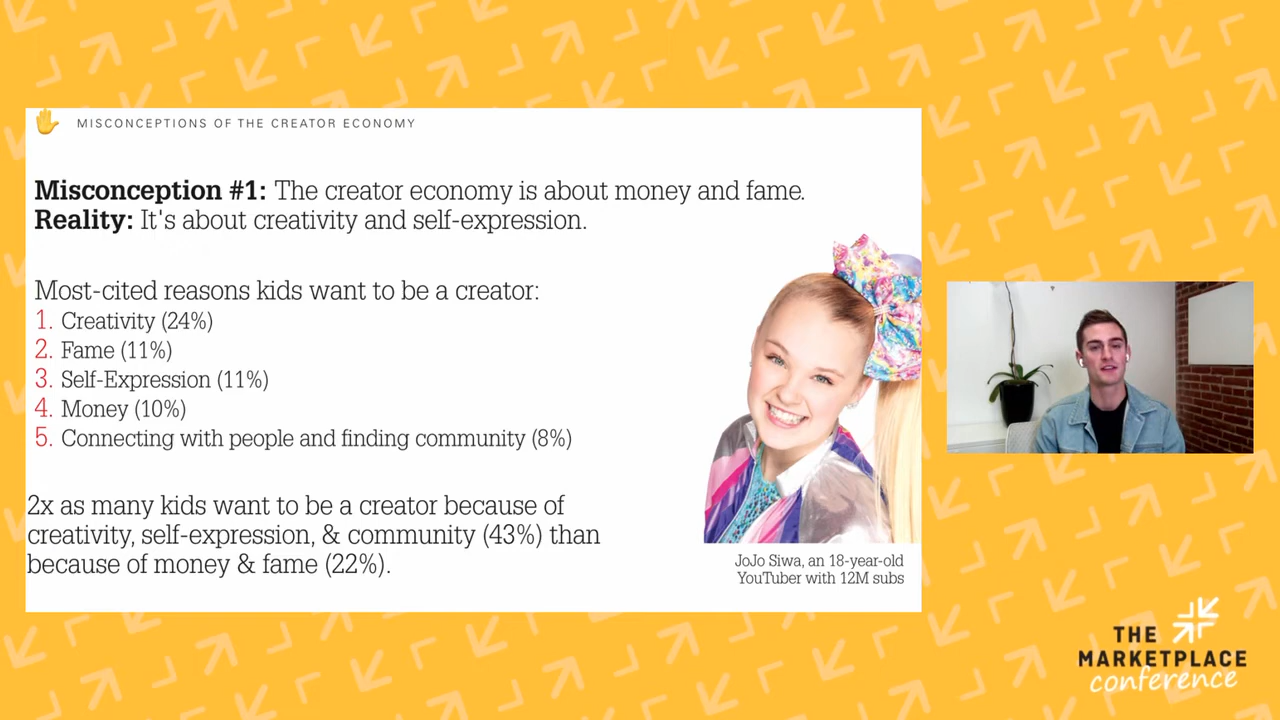 MISCONCEPTIONS OF THE CREATOR ECONOMY
Misconception #1: The creator economy is about money and fame.
Reality: It's about creativity and self-expression.
Most-cited reasons kids want to be a creator:
1. Creativity (24%)
2. Fame (11%)
3. Self-Expression (11%)
4. Money (10%)
5. Connecting with people and finding community (8%)
2x as many kids want to be a creator because of
creativity, self-expression, & community (43%) than
because of money & fame (22%).
JoJo Siwa, an 18-year-old
YouTuber with 12M subs
THE
MARKETPLACE
conference